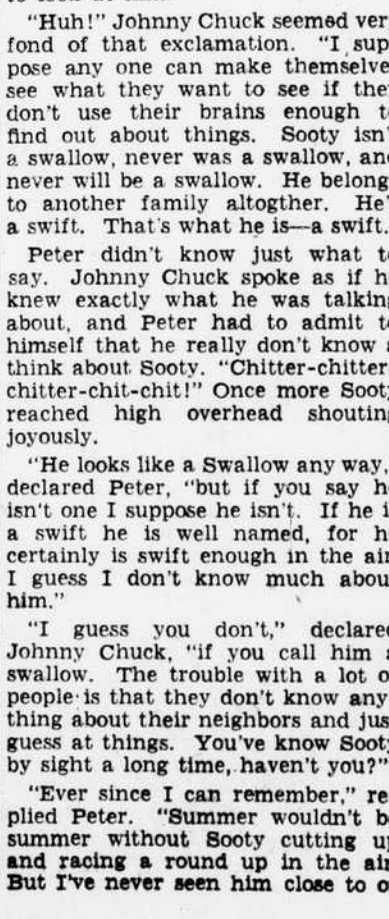 "Huh!" Johnny Chuck seemed ver
fond of that exclamation. "I sup
pose any one can make themselve
see what they want to see if the
don't use their brains enough t
find out about things. Sooty isn'
a swallow, never was a swallow, an
never will be a swallow. He belong
to another family altogther. He'
a swift. That's what he is—a swift.
Peter didn't know just what t
say. Johnny Chuck spoke as if h
knew exactly what he was talkin
about, and Peter had to admit t
himself that he really don't know a
think about Sooty. "Chitter-chitter
chitter-chit-chit!" Once more Soot
reached high overhead shoutin
joyously.
"He looks like a Swallow any way,
declared Peter, "but if you say h
isn't one I suppose he isn't. If he i
a swift he is well named, for h
certainly is swift enough in the air
I guess I don't know much abou
him."
"I guess you don't," declare
Johnny Chuck, "if you call him a
swallow. The trouble with a lot o
people is that they don't know any
thing about their neighbors and jus
guess at things. You've know Soot
by sight a long time, haven't you?"
"Ever since I can remember," re
plied Peter. "Summer wouldn't b
summer without Sooty cutting u
and racing a round up in the air
But I've never seen him close to o